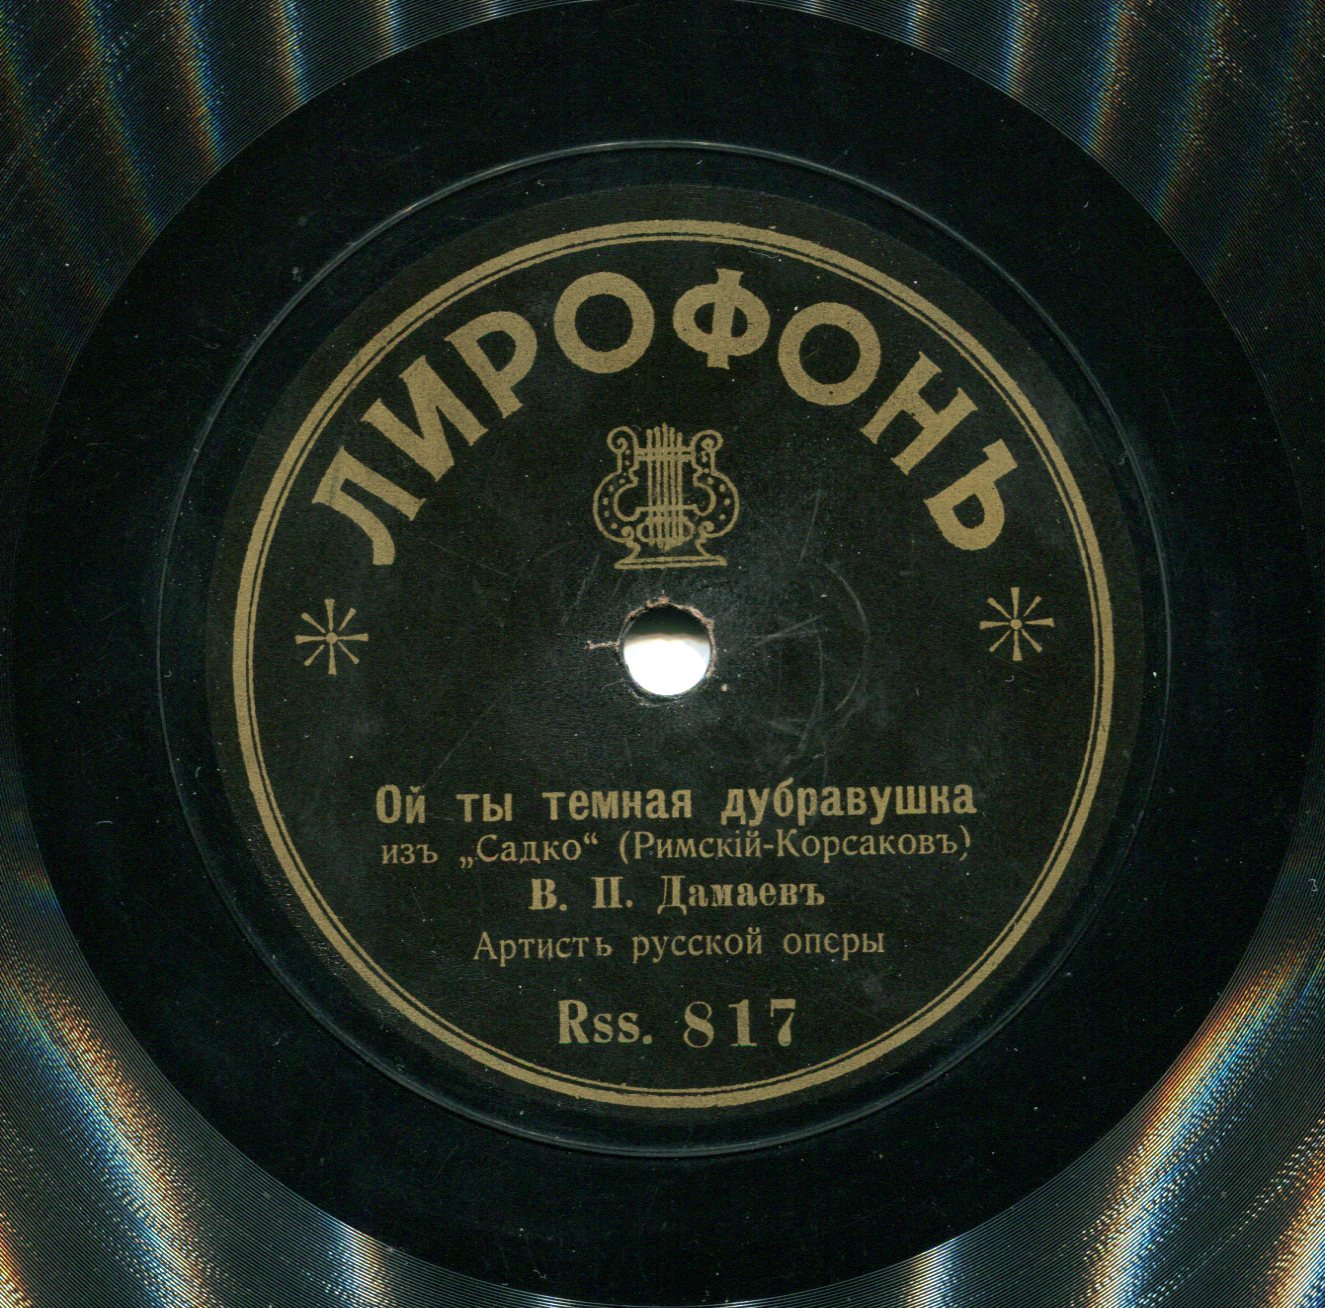 ЛИРОФОНЪ
Ой ты темная дубравушка
изъ „Садко“ (Римскій-Корсаковъ)
В. П. Дамаевъ
Артистъ русской оперы
Rss. 817